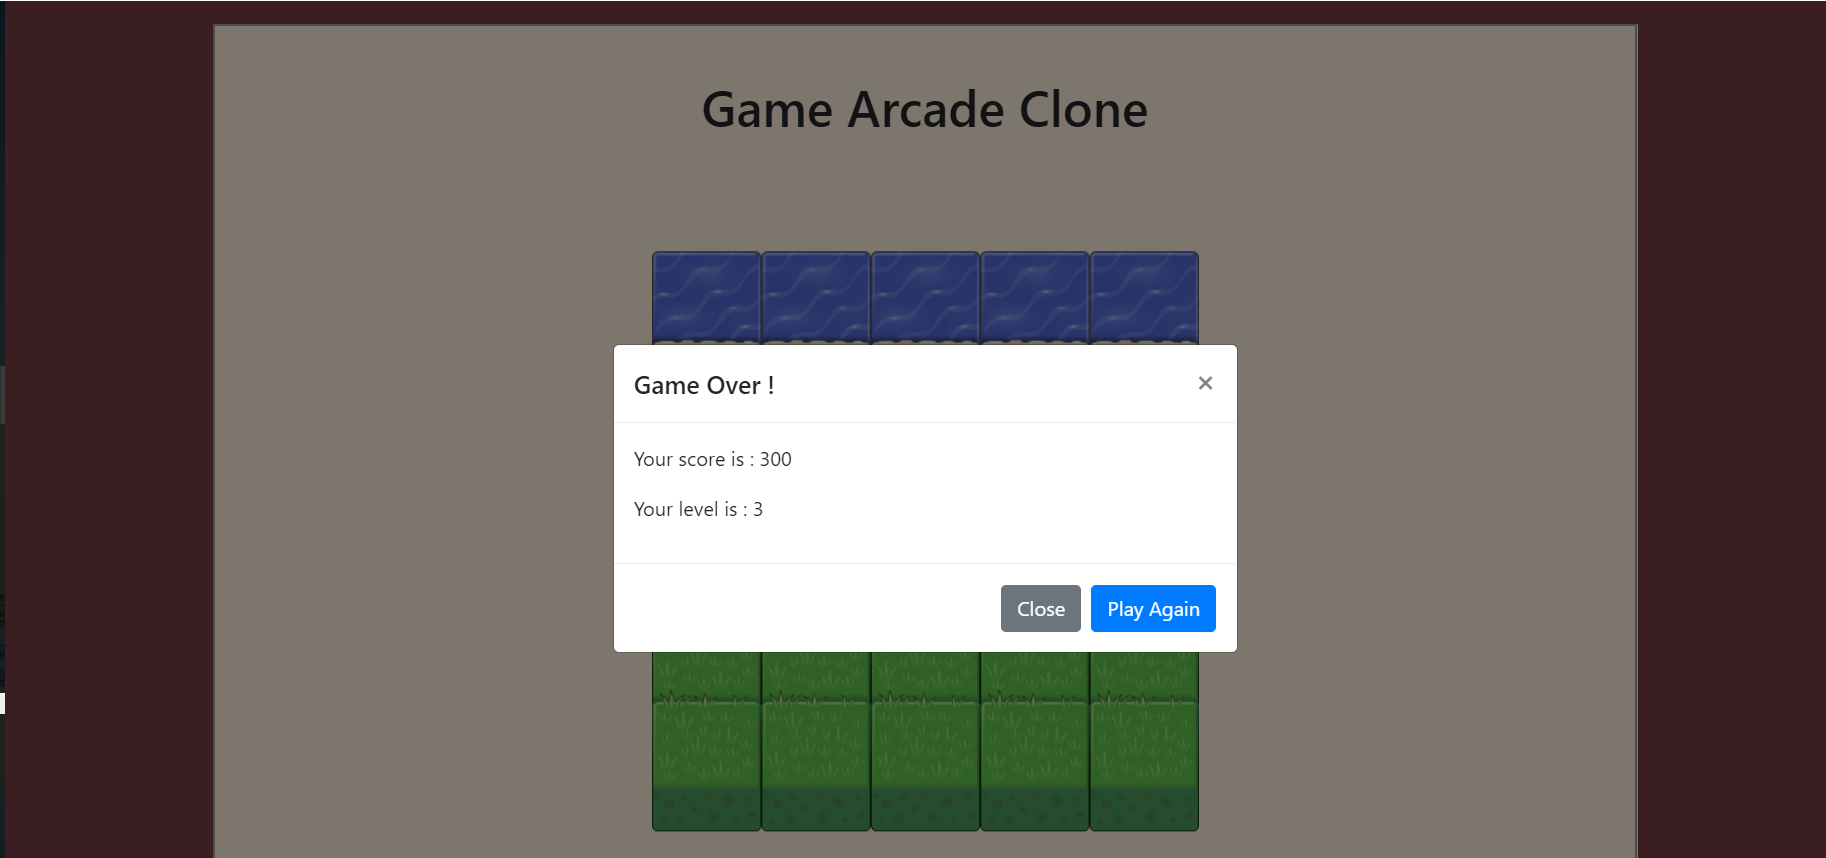 Game Arcade Clone
Game Over !
×
Your score is : 300
Your level is : 3
Close
Play Again